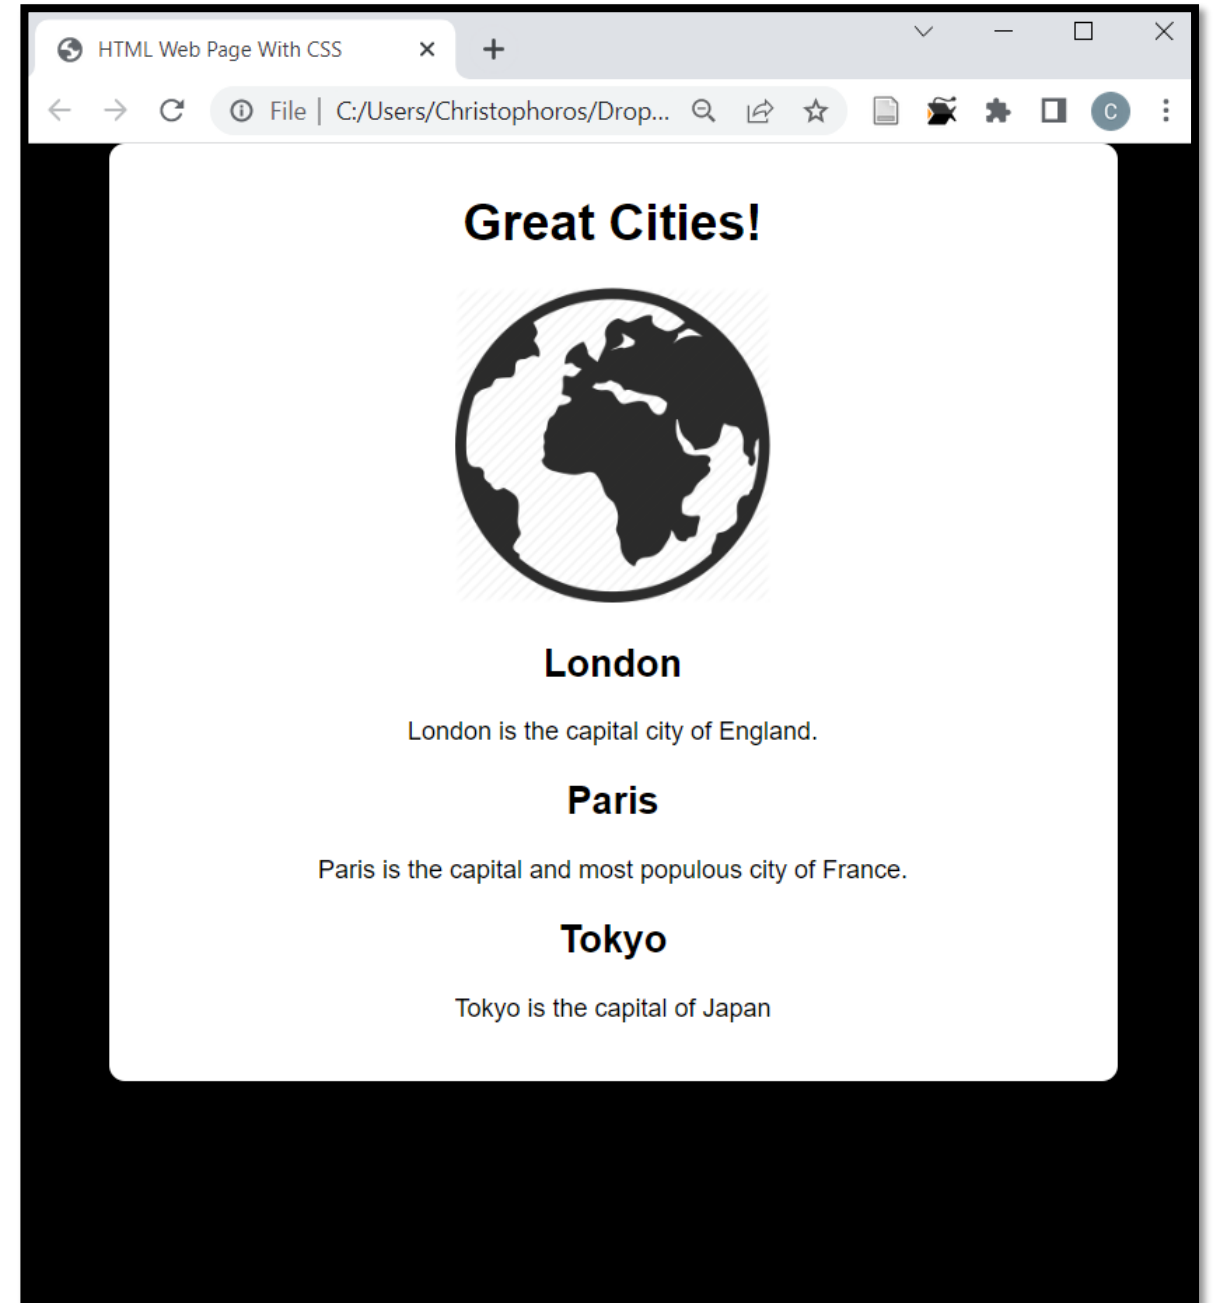 HTML Web Page With CSS
File | C:/Users/Christophoros/Drop...
C
Great Cities!
London
London is the capital city of England.
Paris
Paris is the capital and most populous city of France.
Tokyo
Tokyo is the capital of Japan